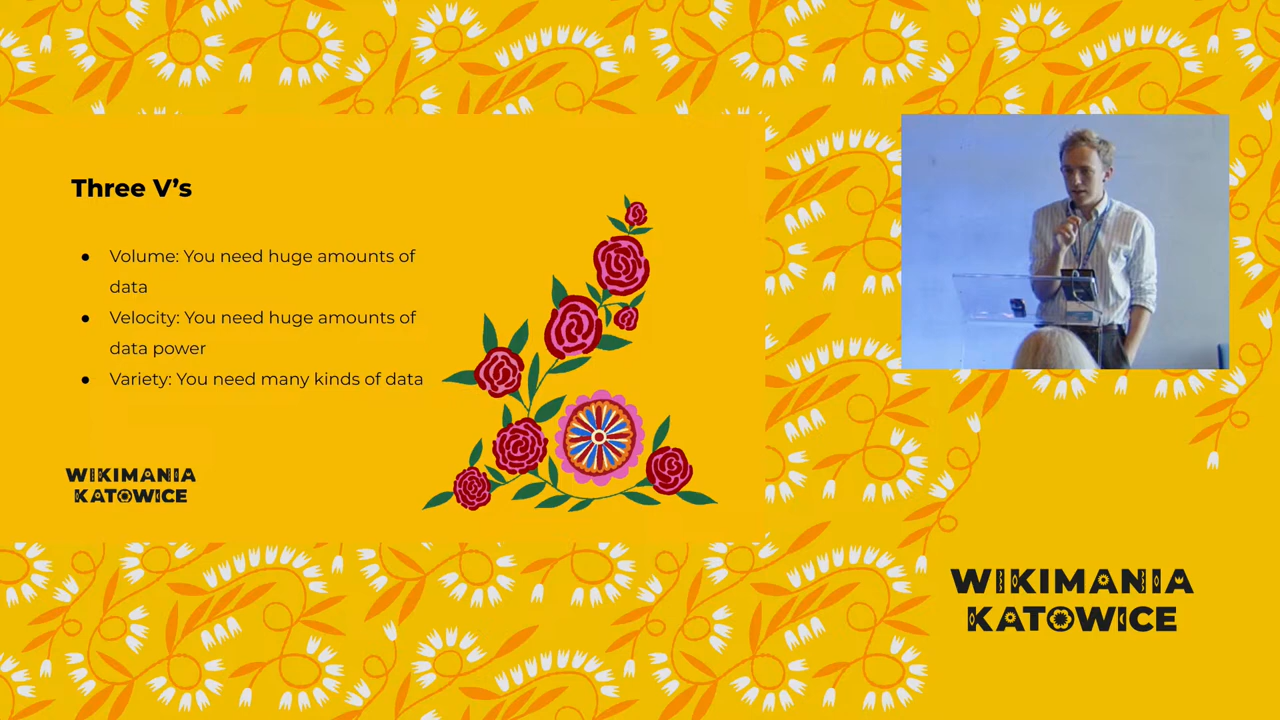 Three V's
● Volume: You need huge amounts of
data
● Velocity: You need huge amounts of
data power
● Variety: You need many kinds of data
WIKIMANIA
KATOWICE
WIKIMANIA
KATOWICE